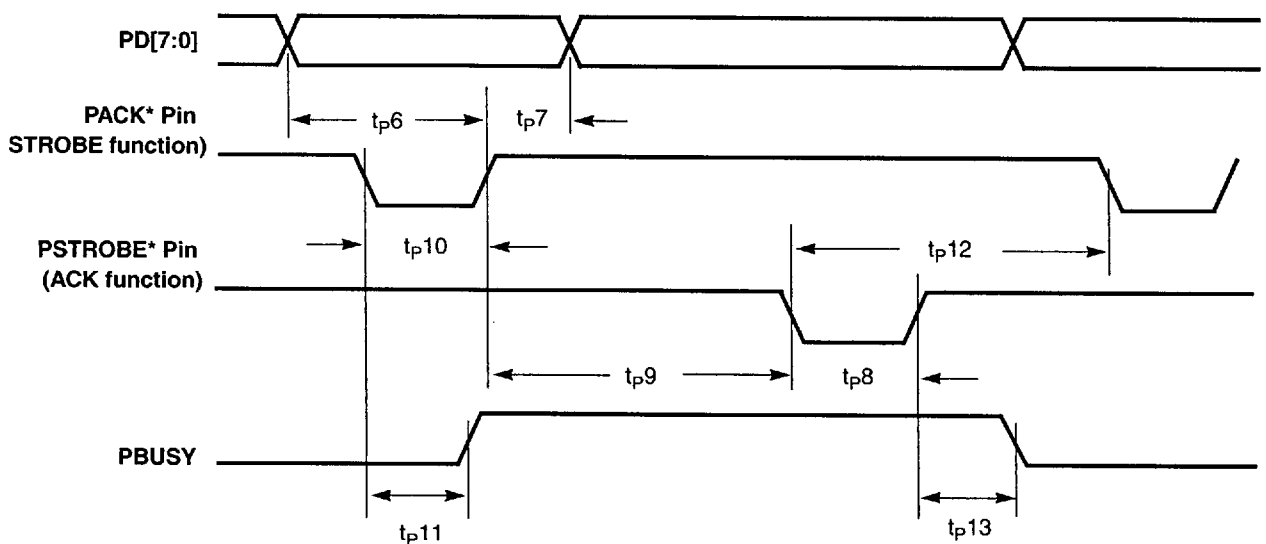 PD[7:0]
PACK* Pin
STROBE function)
tP6
tP7
PSTROBE* Pin
(ACK function)
tP10
tP12
tP9
tP8
PBUSY
tP11
tP13